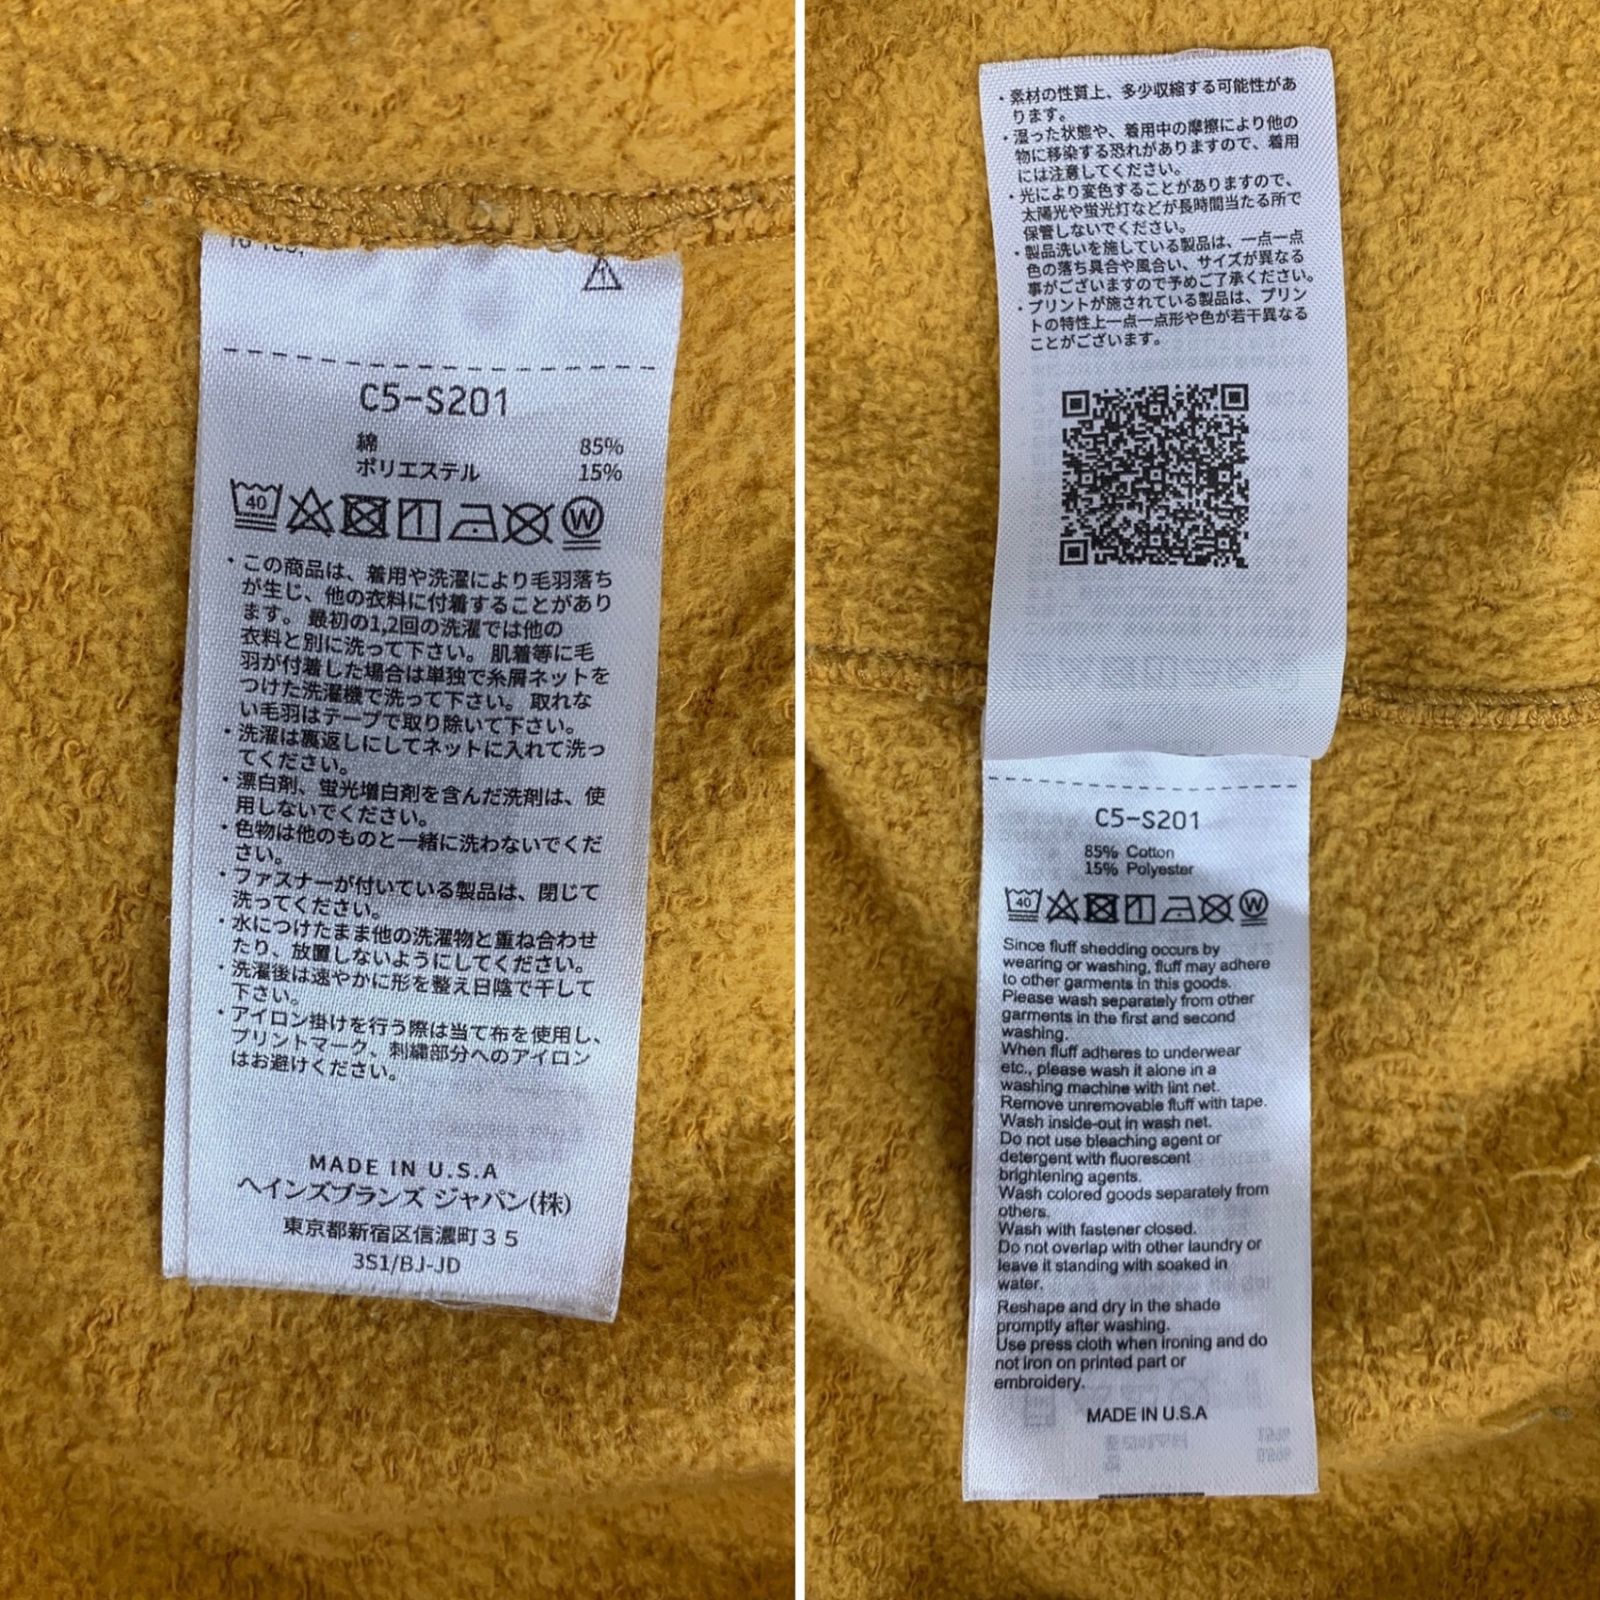 C5-S201
綿 85%
ポリエステル 15%
40
W
・この商品は、着用や洗濯により毛羽落ち
が生じ、他の衣料に付着することがあり
ます。最初の1,2回の洗濯では他の
衣料と別に洗って下さい。肌着等に毛
羽が付着した場合は単独で糸屑ネットを
つけた洗濯機で洗って下さい。取れな
い毛羽はテープで取り除いて下さい。
・洗濯は裏返しにしてネットに入れて洗っ
てください。
・漂白剤、蛍光増白剤を含んだ洗剤は、使
用しないでください。
・色物は他のものと一緒に洗わないでくだ
さい。
・ファスナーが付いている製品は、閉じて
洗ってください。
・水につけたまま他の洗濯物と重ね合わせ
たり、放置しないようにしてください。
・洗濯後は速やかに形を整え日陰で干して
下さい。
・アイロン掛けを行う際は当て布を使用し、
プリントマーク、刺繍部分へのアイロン
はお避けください。
MADE IN U.S.A
ヘインズブランズ ジャパン(株)
東京都新宿区信濃町35
3S1/BJ-JD
・素材の性質上、多少収縮する可能性があ
ります。
・湿った状態や、着用中の摩擦により他の
物に移染する恐れがありますので、着用
には注意してください。
・光により変色することがありますので、
太陽光や蛍光灯などが長時間当たる所で
保管しないでください。
・製品洗いを施している製品は、一点一点
色の落ち具合や風合い、サイズが異なる
事がございますので予めご了承ください。
・プリントが施されている製品は、プリン
トの特性上一点一点形や色が若干異なる
ことがございます。
C5-S201
85% Cotton
15% Polyester
40
W
Since fluff shedding occurs by
wearing or washing, fluff may adhere
to other garments in this goods.
Please wash separately from other
garments in the first and second
washing.
When fluff adheres to underwear
etc., please wash it alone in a
washing machine with lint net.
Remove unremovable fluff with tape.
Wash inside-out in wash net.
Do not use bleaching agent or
detergent with fluorescent
brightening agents.
Wash colored goods separately from
others.
Wash with fastener closed.
Do not overlap with other laundry or
leave it standing with soaked in
water.
Reshape and dry in the shade
promptly after washing.
Use press cloth when ironing and do
not iron on printed part or
embroidery.
MADE IN U.S.A